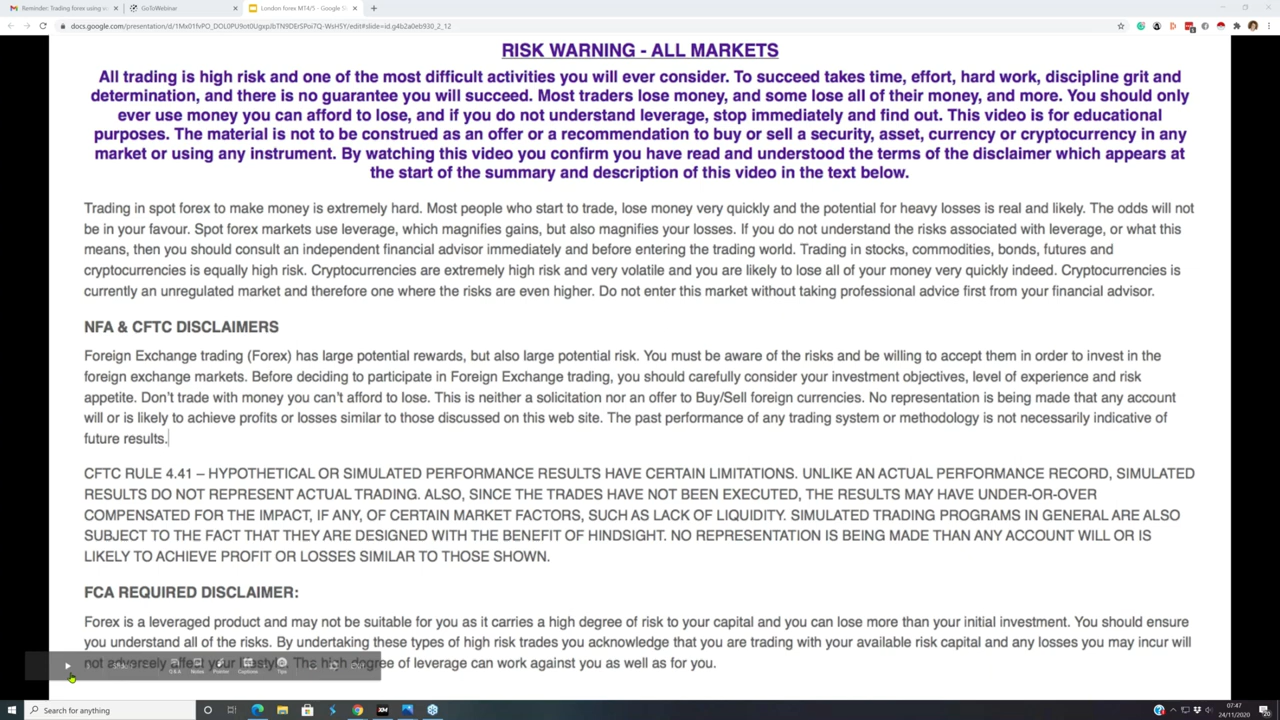 Reminder: Trading forex using vo
GoToWebinar
London forex MT4/5 - Google Sl
RISK WARNING - ALL MARKETS
All trading is high risk and one of the most difficult activities you will ever consider. To succeed takes time, effort, hard work, discipline grit and
determination, and there is no guarantee you will succeed. Most traders lose money, and some lose all of their money, and more. You should only
ever use money you can afford to lose, and if you do not understand leverage, stop immediately and find out. This video is for educational
purposes. The material is not to be construed as an offer or a recommendation to buy or sell a security, asset, currency or cryptocurrency in any
market or using any instrument. By watching this video you confirm you have read and understood the terms of the disclaimer which appears at
the start of the summary and description of this video in the text below.
Trading in spot forex to make money is extremely hard. Most people who start to trade, lose money very quickly and the potential for heavy losses is real and likely. The odds will not
be in your favour. Spot forex markets use leverage, which magnifies gains, but also magnifies your losses. If you do not understand the risks associated with leverage, or what this
means, then you should consult an independent financial advisor immediately and before entering the trading world. Trading in stocks, commodities, bonds, futures and
cryptocurrencies is equally high risk. Cryptocurrencies are extremely high risk and very volatile and you are likely to lose all of your money very quickly indeed. Cryptocurrencies is
currently an unregulated market and therefore one where the risks are even higher. Do not enter this market without taking professional advice first from your financial advisor.
NFA & CFTC DISCLAIMERS
Foreign Exchange trading (Forex) has large potential rewards, but also large potential risk. You must be aware of the risks and be willing to accept them in order to invest in the
foreign exchange markets. Before deciding to participate in Foreign Exchange trading, you should carefully consider your investment objectives, level of experience and risk
appetite. Don't trade with money you can't afford to lose. This is neither a solicitation nor an offer to Buy/Sell foreign currencies. No representation is being made that any account
will or is likely to achieve profits or losses similar to those discussed on this web site. The past performance of any trading system or methodology is not necessarily indicative of
future results.
CFTC RULE 4.41 – HYPOTHETICAL OR SIMULATED PERFORMANCE RESULTS HAVE CERTAIN LIMITATIONS. UNLIKE AN ACTUAL PERFORMANCE RECORD, SIMULATED
RESULTS DO NOT REPRESENT ACTUAL TRADING. ALSO, SINCE THE TRADES HAVE NOT BEEN EXECUTED, THE RESULTS MAY HAVE UNDER-OR-OVER
COMPENSATED FOR THE IMPACT, IF ANY, OF CERTAIN MARKET FACTORS, SUCH AS LACK OF LIQUIDITY. SIMULATED TRADING PROGRAMS IN GENERAL ARE ALSO
SUBJECT TO THE FACT THAT THEY ARE DESIGNED WITH THE BENEFIT OF HINDSIGHT. NO REPRESENTATION IS BEING MADE THAN ANY ACCOUNT WILL OR IS
LIKELY TO ACHIEVE PROFIT OR LOSSES SIMILAR TO THOSE SHOWN.
FCA REQUIRED DISCLAIMER:
Forex is a leveraged product and may not be suitable for you as it carries a high degree of risk to your capital and you can lose more than your initial investment. You should ensure
you understand all of the risks. By undertaking these types of high risk trades you acknowledge that you are trading with your available risk capital and any losses you may incur will
not adversely affect your lifestyle. The high degree of leverage can work against you as well as for you.
Q & A Notes Pointer Captions Tips
Search for anything
07:47
24/11/2020